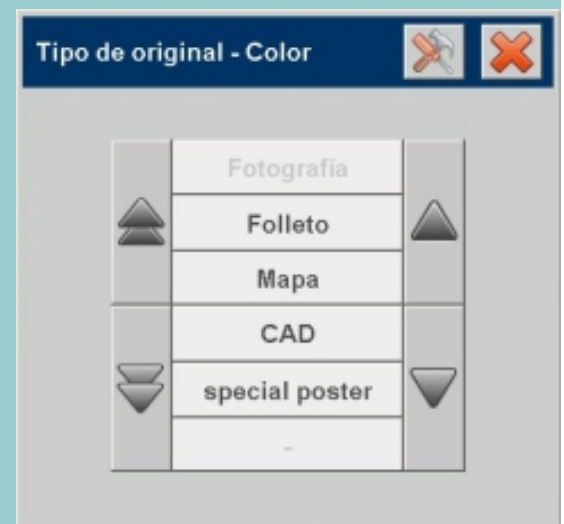 Tipo de original - Color
Fotografía
Folleto
Mapa
CAD
special poster
-